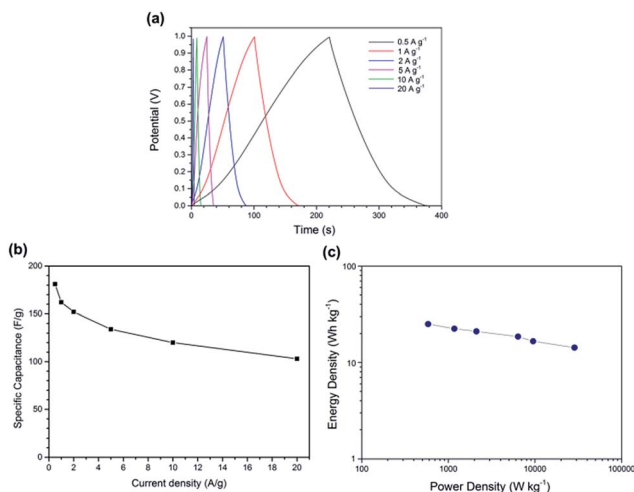 (a)
1.0
0.9
0.8
0.7
0.6
0.5
0.4
0.3
0.2
0.1
0.0
Potential (V)
0.5 A g⁻¹
1 A g⁻¹
2 A g⁻¹
5 A g⁻¹
10 A g⁻¹
20 A g⁻¹
0 100 200 300 400
Time (s)
(b)
200
150
100
50
0
Specific Capacitance (F/g)
0 2 4 6 8 10 12 14 16 18 20
Current density (A/g)
(c)
100
10
1
Energy Density (Wh kg⁻¹)
100 1000 10000 100000
Power Density (W kg⁻¹)